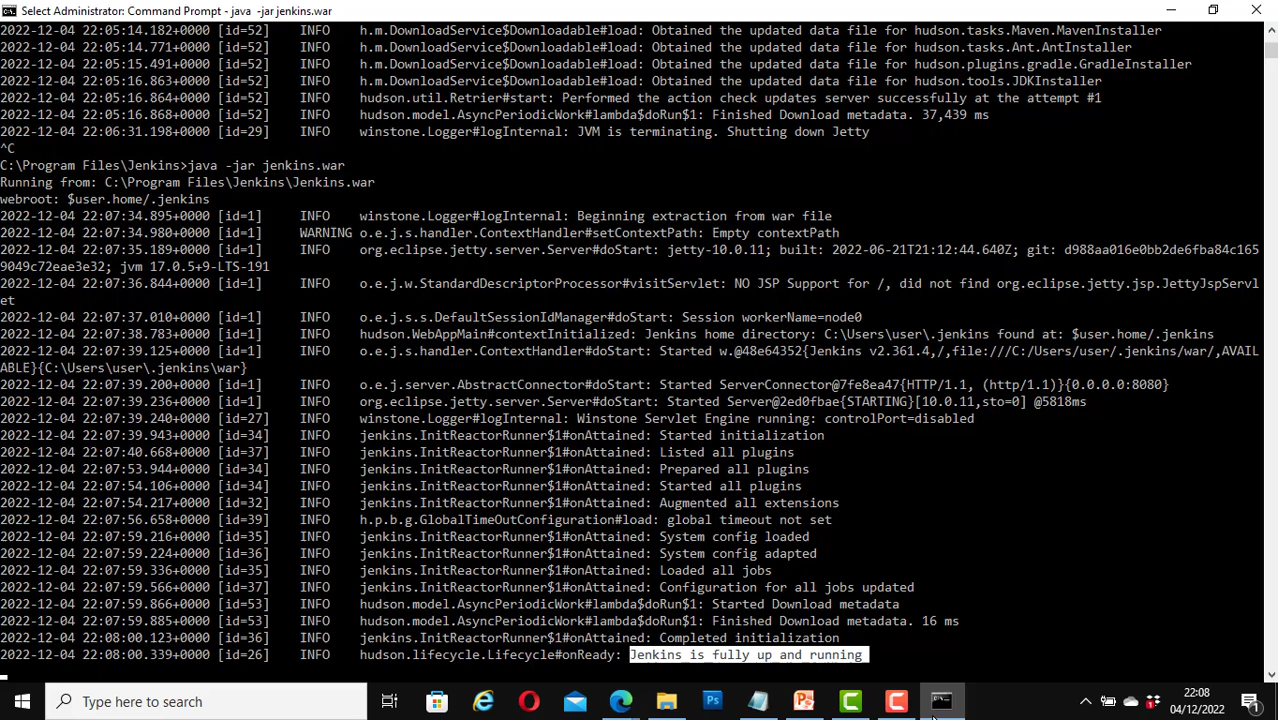 Select Administrator: Command Prompt - java  -jar jenkins.war
2022-12-04 22:05:14.182+0000 [id=52]    INFO    h.m.DownloadService$Downloadable#load: Obtained the updated data file for hudson.tasks.Maven.MavenInstaller
2022-12-04 22:05:14.771+0000 [id=52]    INFO    h.m.DownloadService$Downloadable#load: Obtained the updated data file for hudson.tasks.Ant.AntInstaller
2022-12-04 22:05:15.491+0000 [id=52]    INFO    h.m.DownloadService$Downloadable#load: Obtained the updated data file for hudson.plugins.gradle.GradleInstaller
2022-12-04 22:05:16.863+0000 [id=52]    INFO    h.m.DownloadService$Downloadable#load: Obtained the updated data file for hudson.tools.JDKInstaller
2022-12-04 22:05:16.864+0000 [id=52]    INFO    hudson.util.Retrier#start: Performed the action check updates server successfully at the attempt #1
2022-12-04 22:05:16.868+0000 [id=52]    INFO    hudson.model.AsyncPeriodicWork#lambda$doRun$1: Finished Download metadata. 37,439 ms
2022-12-04 22:06:31.198+0000 [id=29]    INFO    winstone.Logger#logInternal: JVM is terminating. Shutting down Jetty
^C
C:\Program Files\Jenkins>java -jar jenkins.war
Running from: C:\Program Files\Jenkins\Jenkins.war
webroot: $user.home/.jenkins
2022-12-04 22:07:34.895+0000 [id=1]     INFO    winstone.Logger#logInternal: Beginning extraction from war file
2022-12-04 22:07:34.980+0000 [id=1]     WARNING o.e.j.s.handler.ContextHandler#setContextPath: Empty contextPath
2022-12-04 22:07:35.189+0000 [id=1]     INFO    org.eclipse.jetty.server.Server#doStart: jetty-10.0.11; built: 2022-06-21T21:12:44.640Z; git: d988aa016e0bb2de6fba84c165
9049c72eae3e32; jvm 17.0.5+9-LTS-191
2022-12-04 22:07:36.844+0000 [id=1]     INFO    o.e.j.w.StandardDescriptorProcessor#visitServlet: NO JSP Support for /, did not find org.eclipse.jetty.jsp.JettyJspServl
et
2022-12-04 22:07:37.010+0000 [id=1]     INFO    o.e.j.s.s.DefaultSessionIdManager#doStart: Session workerName=node0
2022-12-04 22:07:38.783+0000 [id=1]     INFO    hudson.WebAppMain#contextInitialized: Jenkins home directory: C:\Users\user\.jenkins found at: $user.home/.jenkins
2022-12-04 22:07:39.125+0000 [id=1]     INFO    o.e.j.s.handler.ContextHandler#doStart: Started w.@48e64352{Jenkins v2.361.4,/,file:///C:/Users/user/.jenkins/war/,AVAIL
ABLE}{C:\Users\user\.jenkins\war}
2022-12-04 22:07:39.200+0000 [id=1]     INFO    o.e.j.server.AbstractConnector#doStart: Started ServerConnector@7fe8ea47{HTTP/1.1, (http/1.1)}{0.0.0.0:8080}
2022-12-04 22:07:39.236+0000 [id=1]     INFO    org.eclipse.jetty.server.Server#doStart: Started Server@2ed0fbae{STARTING}[10.0.11,sto=0] @5818ms
2022-12-04 22:07:39.240+0000 [id=27]    INFO    winstone.Logger#logInternal: Winstone Servlet Engine running: controlPort=disabled
2022-12-04 22:07:39.943+0000 [id=34]    INFO    jenkins.InitReactorRunner$1#onAttained: Started initialization
2022-12-04 22:07:40.668+0000 [id=37]    INFO    jenkins.InitReactorRunner$1#onAttained: Listed all plugins
2022-12-04 22:07:53.944+0000 [id=34]    INFO    jenkins.InitReactorRunner$1#onAttained: Prepared all plugins
2022-12-04 22:07:54.106+0000 [id=34]    INFO    jenkins.InitReactorRunner$1#onAttained: Started all plugins
2022-12-04 22:07:54.217+0000 [id=32]    INFO    jenkins.InitReactorRunner$1#onAttained: Augmented all extensions
2022-12-04 22:07:56.658+0000 [id=39]    INFO    h.p.b.g.GlobalTimeOutConfiguration#load: global timeout not set
2022-12-04 22:07:59.216+0000 [id=35]    INFO    jenkins.InitReactorRunner$1#onAttained: System config loaded
2022-12-04 22:07:59.224+0000 [id=36]    INFO    jenkins.InitReactorRunner$1#onAttained: System config adapted
2022-12-04 22:07:59.336+0000 [id=35]    INFO    jenkins.InitReactorRunner$1#onAttained: Loaded all jobs
2022-12-04 22:07:59.566+0000 [id=37]    INFO    jenkins.InitReactorRunner$1#onAttained: Configuration for all jobs updated
2022-12-04 22:07:59.866+0000 [id=53]    INFO    hudson.model.AsyncPeriodicWork#lambda$doRun$1: Started Download metadata
2022-12-04 22:07:59.885+0000 [id=53]    INFO    hudson.model.AsyncPeriodicWork#lambda$doRun$1: Finished Download metadata. 16 ms
2022-12-04 22:08:00.123+0000 [id=36]    INFO    jenkins.InitReactorRunner$1#onAttained: Completed initialization
2022-12-04 22:08:00.339+0000 [id=26]    INFO    hudson.lifecycle.Lifecycle#onReady: Jenkins is fully up and running
Type here to search
Ps
22:08
04/12/2022
1